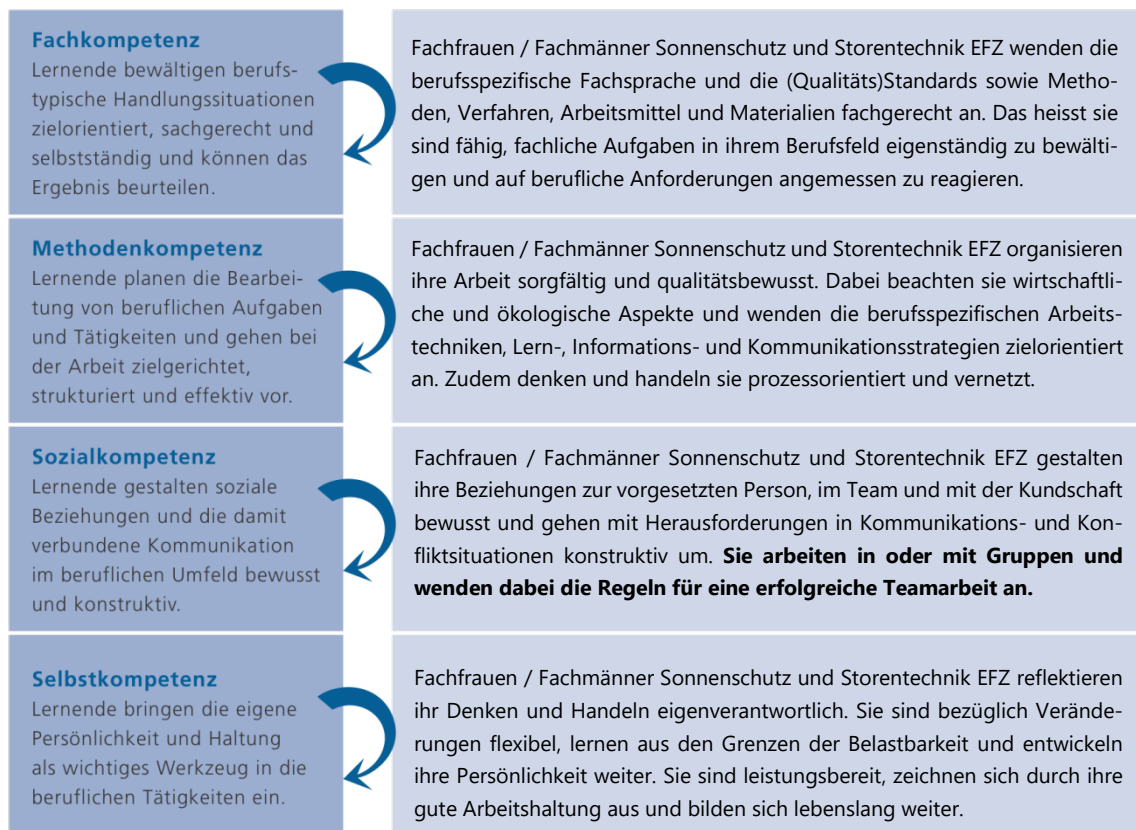 Fachkompetenz
Lernende bewältigen berufs-
typische Handlungssituationen
zielorientiert, sachgerecht und
selbstständig und können das
Ergebnis beurteilen.
Fachfrauen / Fachmänner Sonnenschutz und Storentechnik EFZ wenden die
berufsspezifische Fachsprache und die (Qualitäts)Standards sowie Metho-
den, Verfahren, Arbeitsmittel und Materialien fachgerecht an. Das heisst sie
sind fähig, fachliche Aufgaben in ihrem Berufsfeld eigenständig zu bewälti-
gen und auf berufliche Anforderungen angemessen zu reagieren.
Methodenkompetenz
Lernende planen die Bearbei-
tung von beruflichen Aufgaben
und Tätigkeiten und gehen bei
der Arbeit zielgerichtet,
strukturiert und effektiv vor.
Fachfrauen / Fachmänner Sonnenschutz und Storentechnik EFZ organisieren
ihre Arbeit sorgfältig und qualitätsbewusst. Dabei beachten sie wirtschaftli-
che und ökologische Aspekte und wenden die berufsspezifischen Arbeits-
techniken, Lern-, Informations- und Kommunikationsstrategien zielorientiert
an. Zudem denken und handeln sie prozessorientiert und vernetzt.
Sozialkompetenz
Lernende gestalten soziale
Beziehungen und die damit
verbundene Kommunikation
im beruflichen Umfeld bewusst
und konstruktiv.
Fachfrauen / Fachmänner Sonnenschutz und Storentechnik EFZ gestalten
ihre Beziehungen zur vorgesetzten Person, im Team und mit der Kundschaft
bewusst und gehen mit Herausforderungen in Kommunikations- und Kon-
fliktsituationen konstruktiv um. Sie arbeiten in oder mit Gruppen und
wenden dabei die Regeln für eine erfolgreiche Teamarbeit an.
Selbstkompetenz
Lernende bringen die eigene
Persönlichkeit und Haltung
als wichtiges Werkzeug in die
beruflichen Tätigkeiten ein.
Fachfrauen / Fachmänner Sonnenschutz und Storentechnik EFZ reflektieren
ihr Denken und Handeln eigenverantwortlich. Sie sind bezüglich Verände-
rungen flexibel, lernen aus den Grenzen der Belastbarkeit und entwickeln
ihre Persönlichkeit weiter. Sie sind leistungsbereit, zeichnen sich durch ihre
gute Arbeitshaltung aus und bilden sich lebenslang weiter.